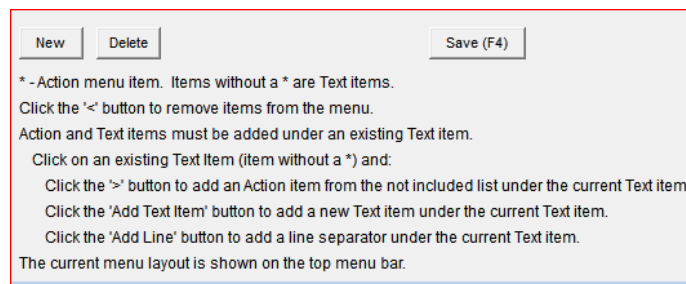 New Delete Save (F4)
* - Action menu item. Items without a * are Text items.
Click the '<' button to remove items from the menu.
Action and Text items must be added under an existing Text item.
Click on an existing Text Item (item without a *) and:
Click the '>' button to add an Action item from the not included list under the current Text item
Click the 'Add Text Item' button to add a new Text item under the current Text item.
Click the 'Add Line' button to add a line separator under the current Text item.
The current menu layout is shown on the top menu bar.